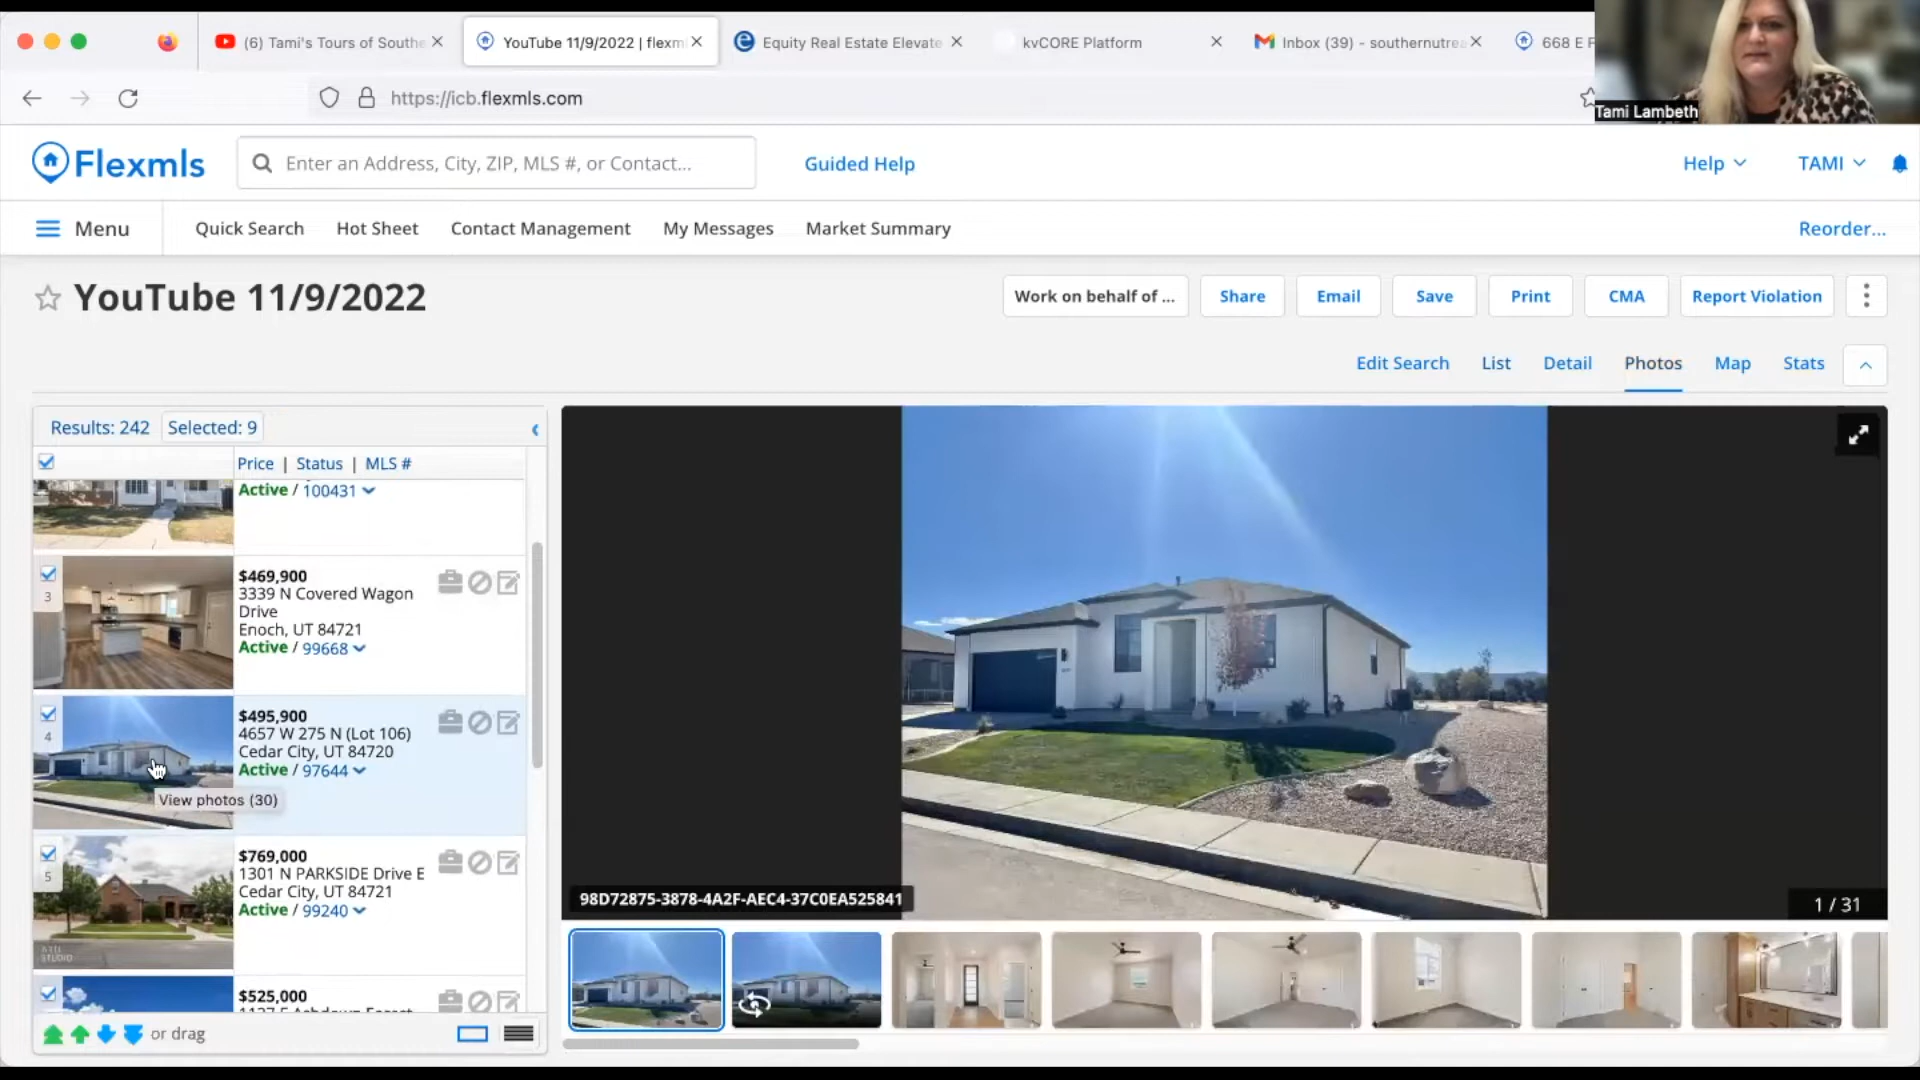 (6) Tami's Tours of Southe
YouTube 11/9/2022 | flexm
Equity Real Estate Elevate
kvCORE Platform
Inbox (39) - southernutrea
668 E F
https://icb.flexmls.com
Tami Lambeth
Flexmls
Enter an Address, City, ZIP, MLS #, or Contact...
Guided Help
Help
TAMI
Menu
Quick Search
Hot Sheet
Contact Management
My Messages
Market Summary
Reorder...
YouTube 11/9/2022
Work on behalf of ...
Share
Email
Save
Print
CMA
Report Violation
Edit Search
List
Detail
Photos
Map
Stats
Results: 242
Selected: 9
Price | Status | MLS #
Active / 100431
3
$469,900
3339 N Covered Wagon
Drive
Enoch, UT 84721
Active / 99668
4
$495,900
4657 W 275 N (Lot 106)
Cedar City, UT 84720
Active / 97644
View photos (30)
5
$769,000
1301 N PARKSIDE Drive E
Cedar City, UT 84721
Active / 99240
$525,000
or drag
98D72875-3878-4A2F-AEC4-37C0EA525841
1 / 31